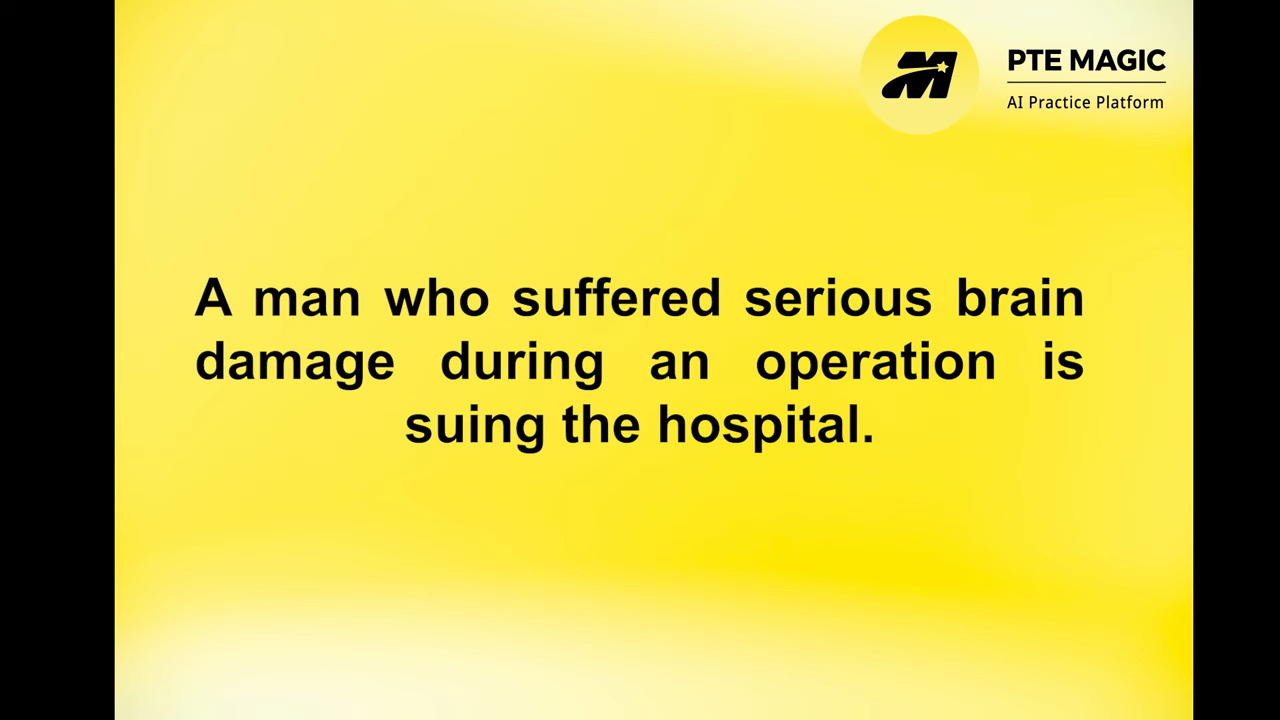 PTE MAGIC
AI Practice Platform
A man who suffered serious brain
damage during an operation is
suing the hospital.